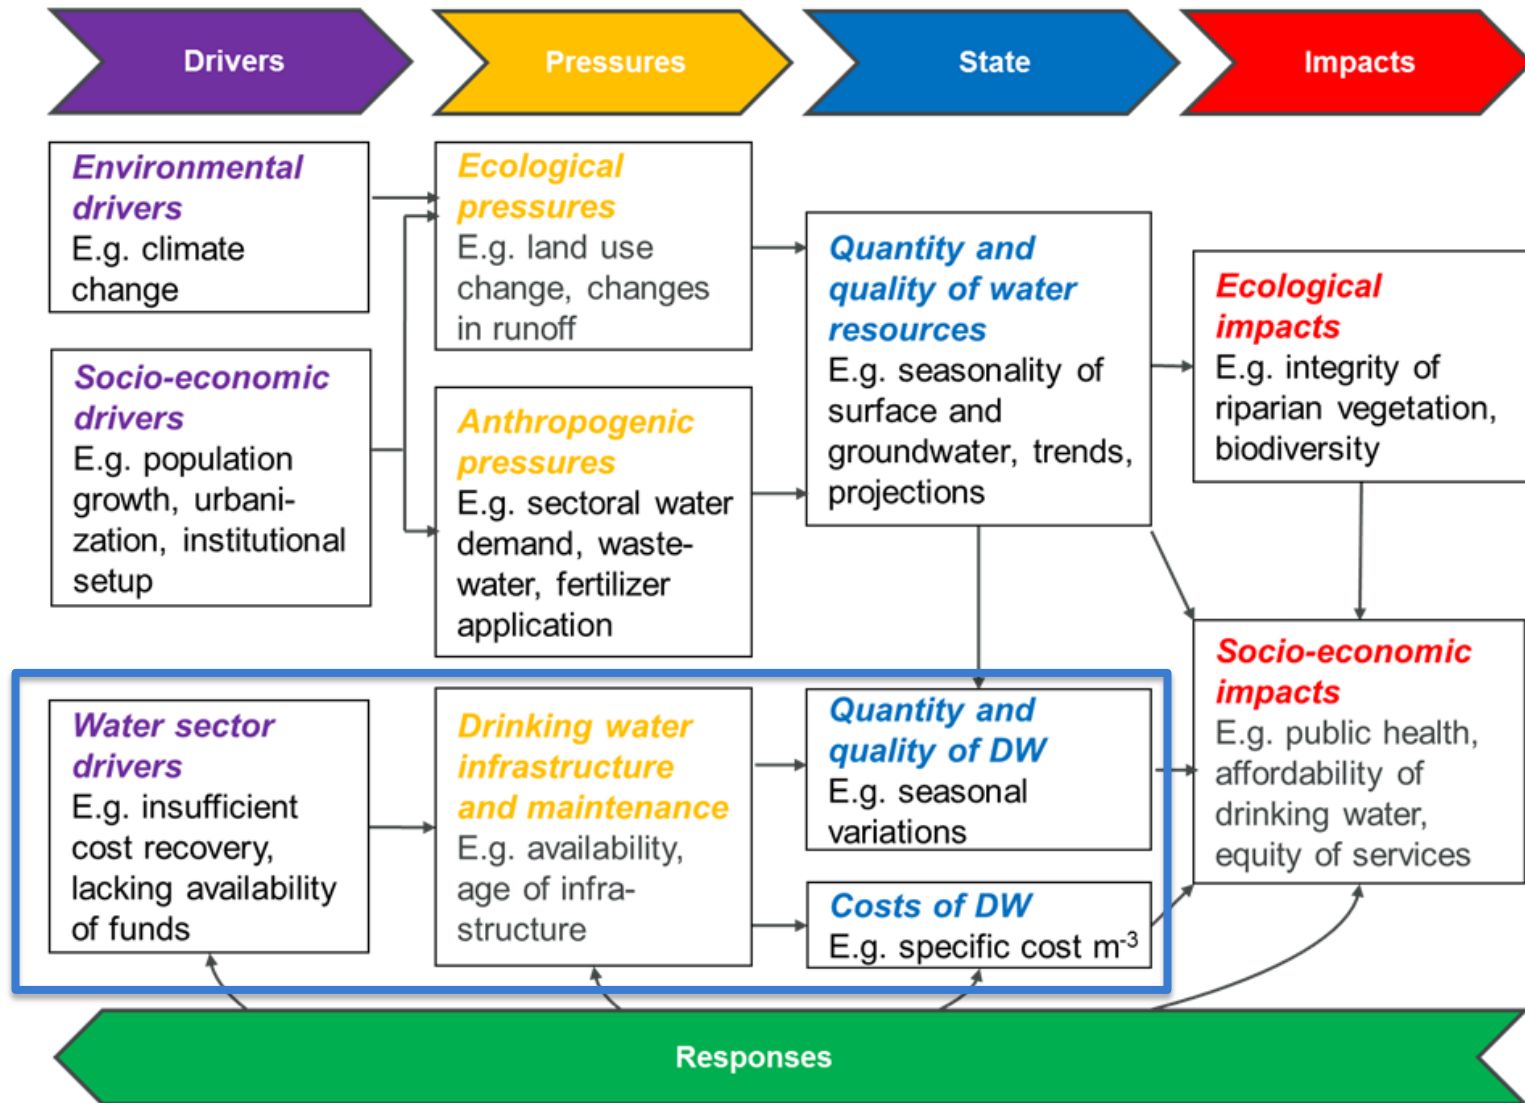 Drivers
Pressures
State
Impacts
Environmental
drivers
E.g. climate
change
Socio-economic
drivers
E.g. population
growth, urbani-
zation, institutional
setup
Water sector
drivers
E.g. insufficient
cost recovery,
lacking availability
of funds
Ecological
pressures
E.g. land use
change, changes
in runoff
Anthropogenic
pressures
E.g. sectoral water
demand, waste-
water, fertilizer
application
Drinking water
infrastructure
and maintenance
E.g. availability,
age of infra-
structure
Quantity and
quality of water
resources
E.g. seasonality of
surface and
groundwater, trends,
projections
Quantity and
quality of DW
E.g. seasonal
variations
Costs of DW
E.g. specific cost m⁻³
Ecological
impacts
E.g. integrity of
riparian vegetation,
biodiversity
Socio-economic
impacts
E.g. public health,
affordability of
drinking water,
equity of services
Responses